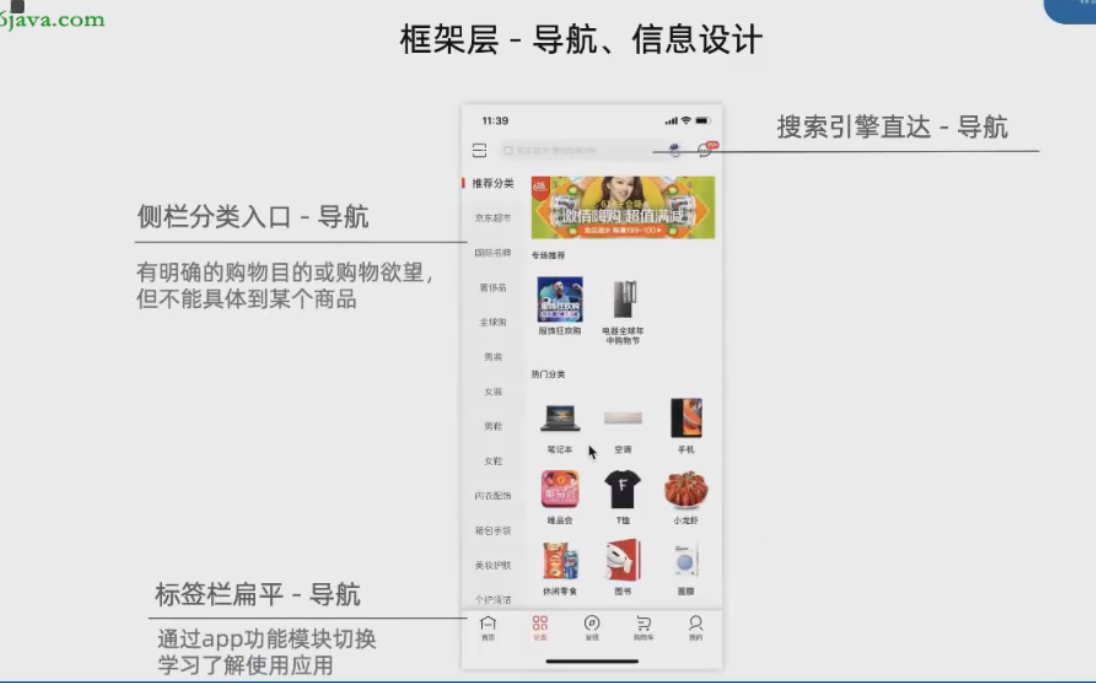 6java.com
框架层 - 导航、信息设计
11:39
搜索引擎直达 - 导航
推荐分类
618
激情嗨购 超值满减
侧栏分类入口 - 导航
京东超市
国际名牌
专场推荐
有明确的购物目的或购物欲望，
但不能具体到某个商品
奢侈品
全球购
服饰狂欢购
电器全球年
中购物节
男装
热门分类
女装
男鞋
笔记本
空调
手机
女鞋
内衣配饰
唯品会
T恤
小龙虾
箱包手袋
美妆护肤
休闲零食
图书
面膜
个护清洁
标签栏扁平 - 导航
首页
分类
发现
购物车
我的
通过app功能模块切换
学习了解使用应用